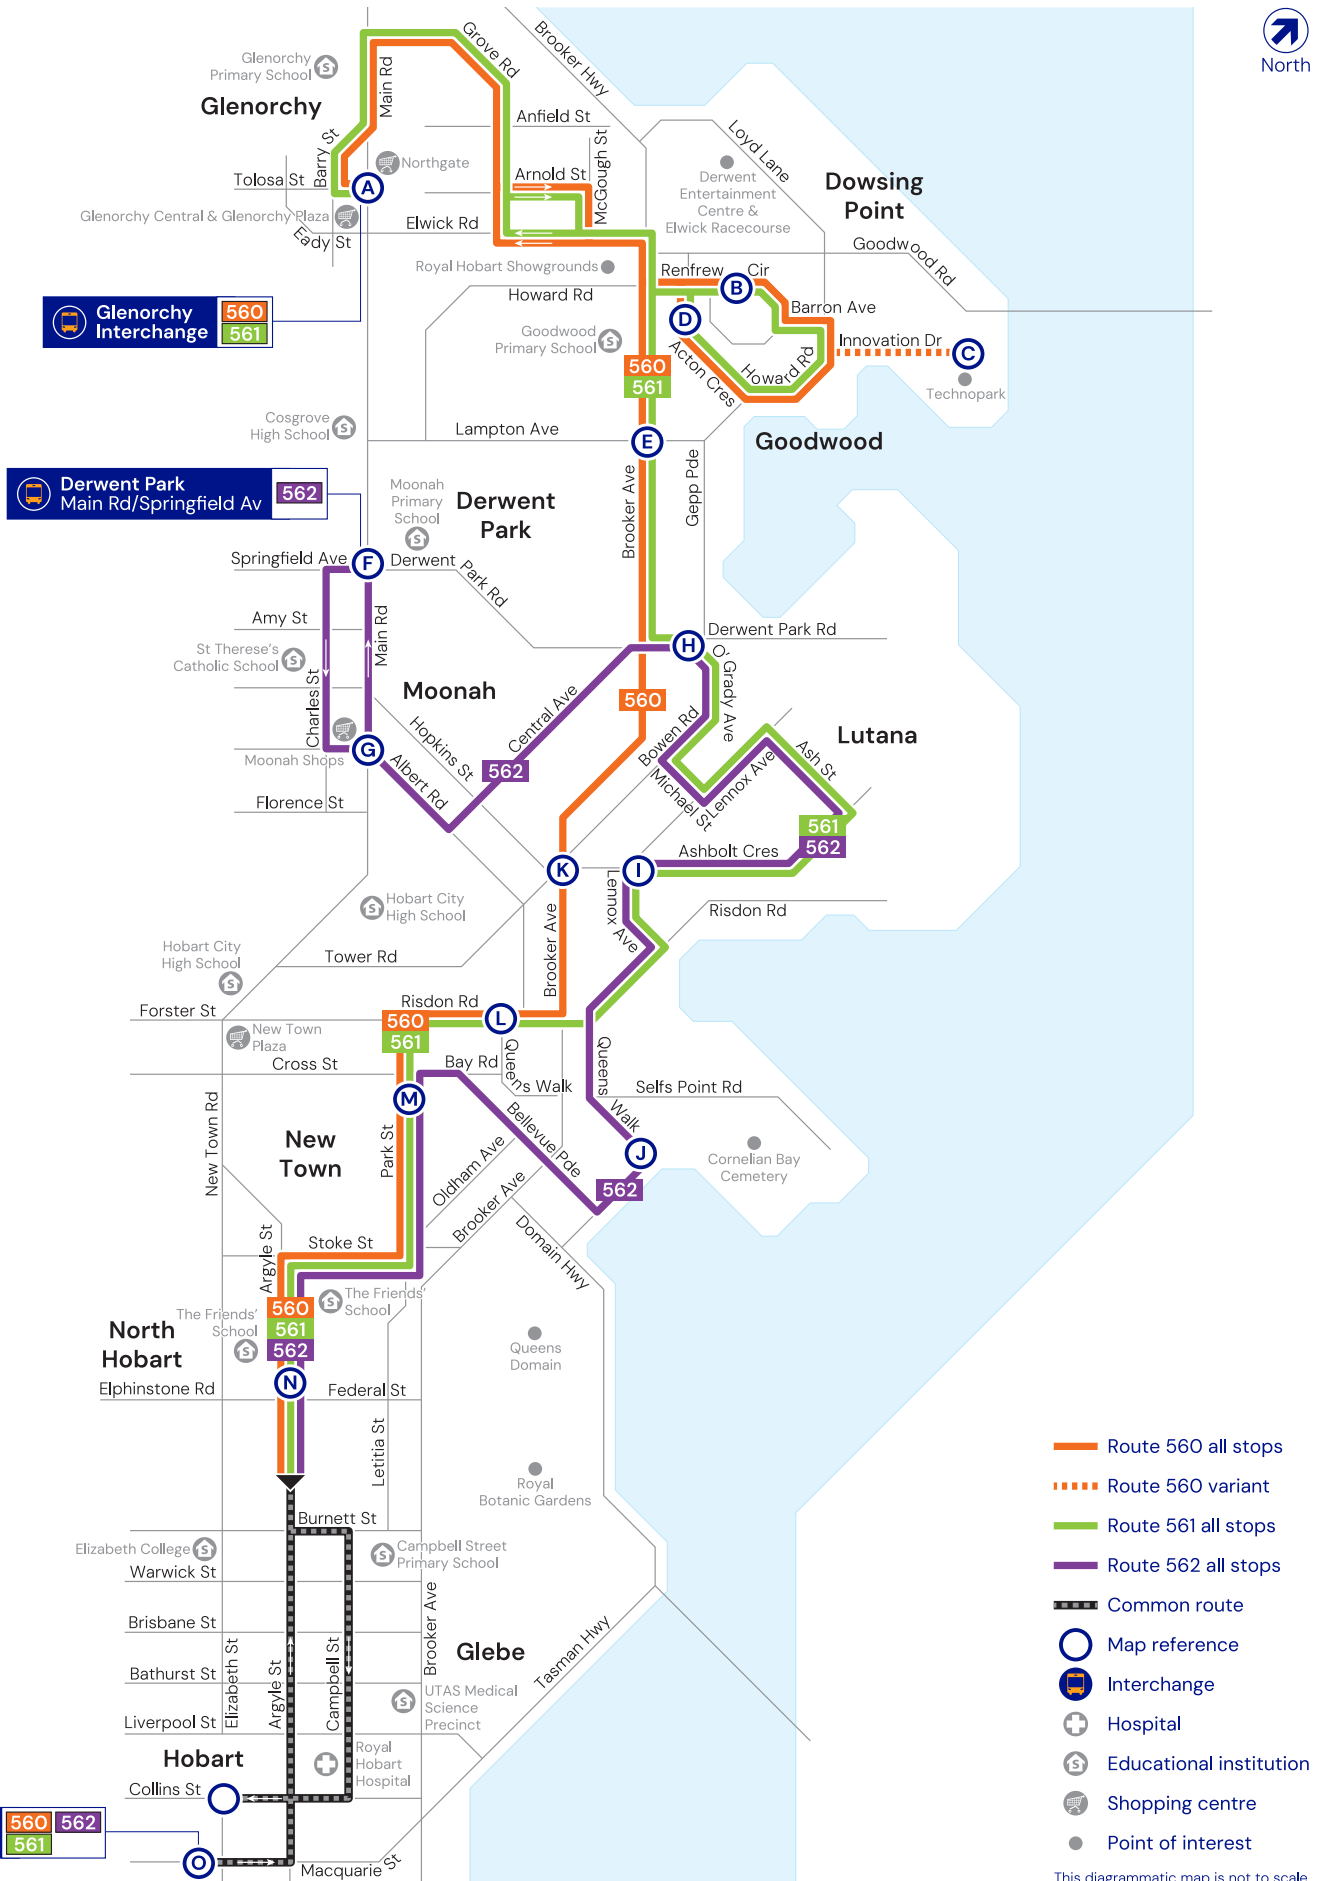 North
Glenorchy
Primary School
Glenorchy
Main Rd
Grove Rd
Brooker Hwy
Anfield St
McGough St
Loyd Lane
Barry St
Northgate
Tolosa St
A
Arnold St
Derwent
Entertainment
Centre &
Elwick Racecourse
Dowsing
Point
Glenorchy Central & Glenorchy Plaza
Eady St
Elwick Rd
Goodwood Rd
Royal Hobart Showgrounds
Renfrew Cir
B
Howard Rd
Barron Ave
Glenorchy
Interchange
560
561
D
Goodwood
Primary School
Acton Cres
Howard Rd
Innovation Dr
C
Technopark
560
561
Cosgrove
High School
Lampton Ave
E
Goodwood
Gepp Pde
Brooker Ave
Derwent Park
Main Rd/Springfield Av
562
Moonah
Primary
School
Derwent
Park
Springfield Ave
F
Derwent Park Rd
Amy St
Main Rd
St Therese's
Catholic School
Charles St
H
Derwent Park Rd
O'Grady Ave
Moonah
560
Lutana
Moonah Shops
G
Hopkins St
Central Ave
562
Albert Rd
Bowen Rd
Michael St
Lennox Ave
Ash St
Florence St
561
562
K
I
Ashbolt Cres
Lennox Ave
Risdon Rd
Hobart City
High School
Brooker Ave
Hobart City
High School
Tower Rd
Forster St
Risdon Rd
L
560
561
New Town
Plaza
Cross St
Bay Rd
Queen's Walk
Queens Walk
Selfs Point Rd
M
New Town Rd
New
Town
Park St
Bellevue Pde
Oldham Ave
J
562
Cornelian Bay
Cemetery
Brooker Ave
Domain Hwy
Argyle St
Stoke St
The Friends'
School
The Friends'
School
560
561
562
North
Hobart
N
Elphinstone Rd
Federal St
Queens
Domain
Letitia St
Royal
Botanic Gardens
Burnett St
Elizabeth College
Campbell Street
Primary School
Warwick St
Brisbane St
Bathurst St
Liverpool St
Elizabeth St
Argyle St
Campbell St
Brooker Ave
Glebe
Tasman Hwy
UTAS Medical
Science
Precinct
Hobart
Royal
Hobart
Hospital
Collins St
560 562
561
O
Macquarie St
Route 560 all stops
Route 560 variant
Route 561 all stops
Route 562 all stops
Common route
Map reference
Interchange
Hospital
Educational institution
Shopping centre
Point of interest
This diagrammatic map is not to scale